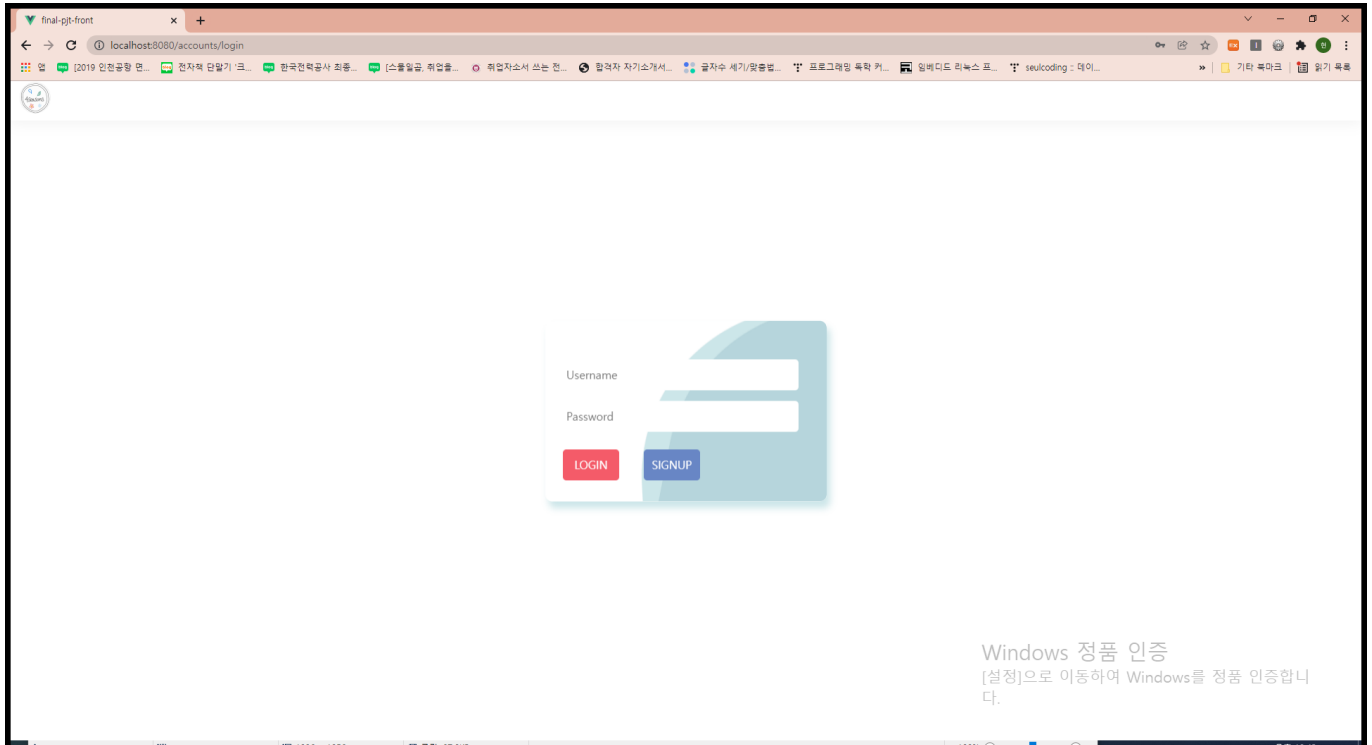 final-pjt-front
localhost:8080/accounts/login
앱 [2019 인천공항 면... 전자책 단말기 '크... 한국전력공사 최종... [스물일곱, 취업을... 취업자소서 쓰는 전... 합격자 자기소개서... 글자수 세기/맞춤법... 프로그래밍 독학 커... 임베디드 리눅스 프... seulcoding :: 데이... » 기타 북마크 읽기 목록
Username
Password
LOGIN SIGNUP
Windows 정품 인증
[설정]으로 이동하여 Windows를 정품 인증합니
다.